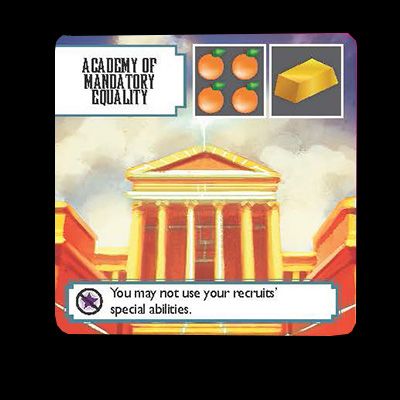 ACADEMY OF
MANDATORY
EQUALITY
You may not use your recruits'
special abilities.